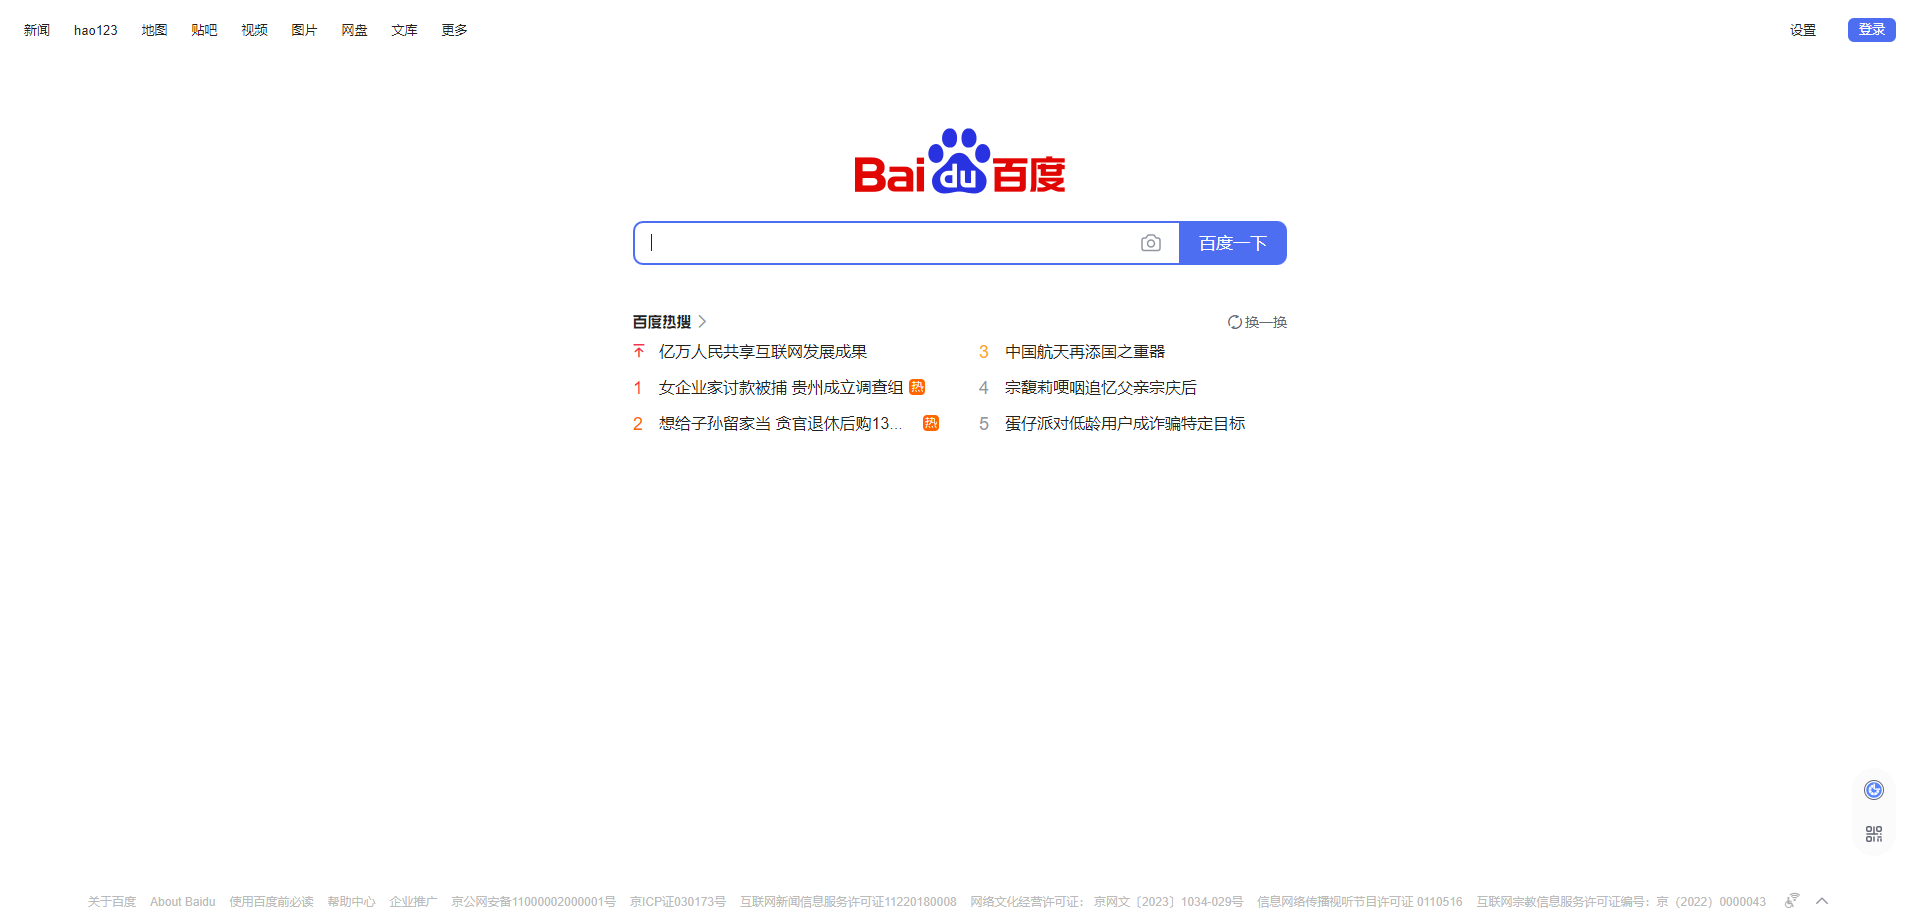 新闻 hao123 地图 贴吧 视频 图片 网盘 文库 更多 设置 登录
Baidu百度
百度一下
百度热搜 换一换
亿万人民共享互联网发展成果
1 女企业家讨款被捕 贵州成立调查组 热
2 想给子孙留家当 贪官退休后购13... 热
3 中国航天再添国之重器
4 宗馥莉哽咽追忆父亲宗庆后
5 蛋仔派对低龄用户成诈骗特定目标
关于百度 About Baidu 使用百度前必读 帮助中心 企业推广 京公网安备11000002000001号 京ICP证030173号 互联网新闻信息服务许可证11220180008 网络文化经营许可证： 京网文〔2023〕1034-029号 信息网络传播视听节目许可证 0110516 互联网宗教信息服务许可证编号：京（2022）0000043